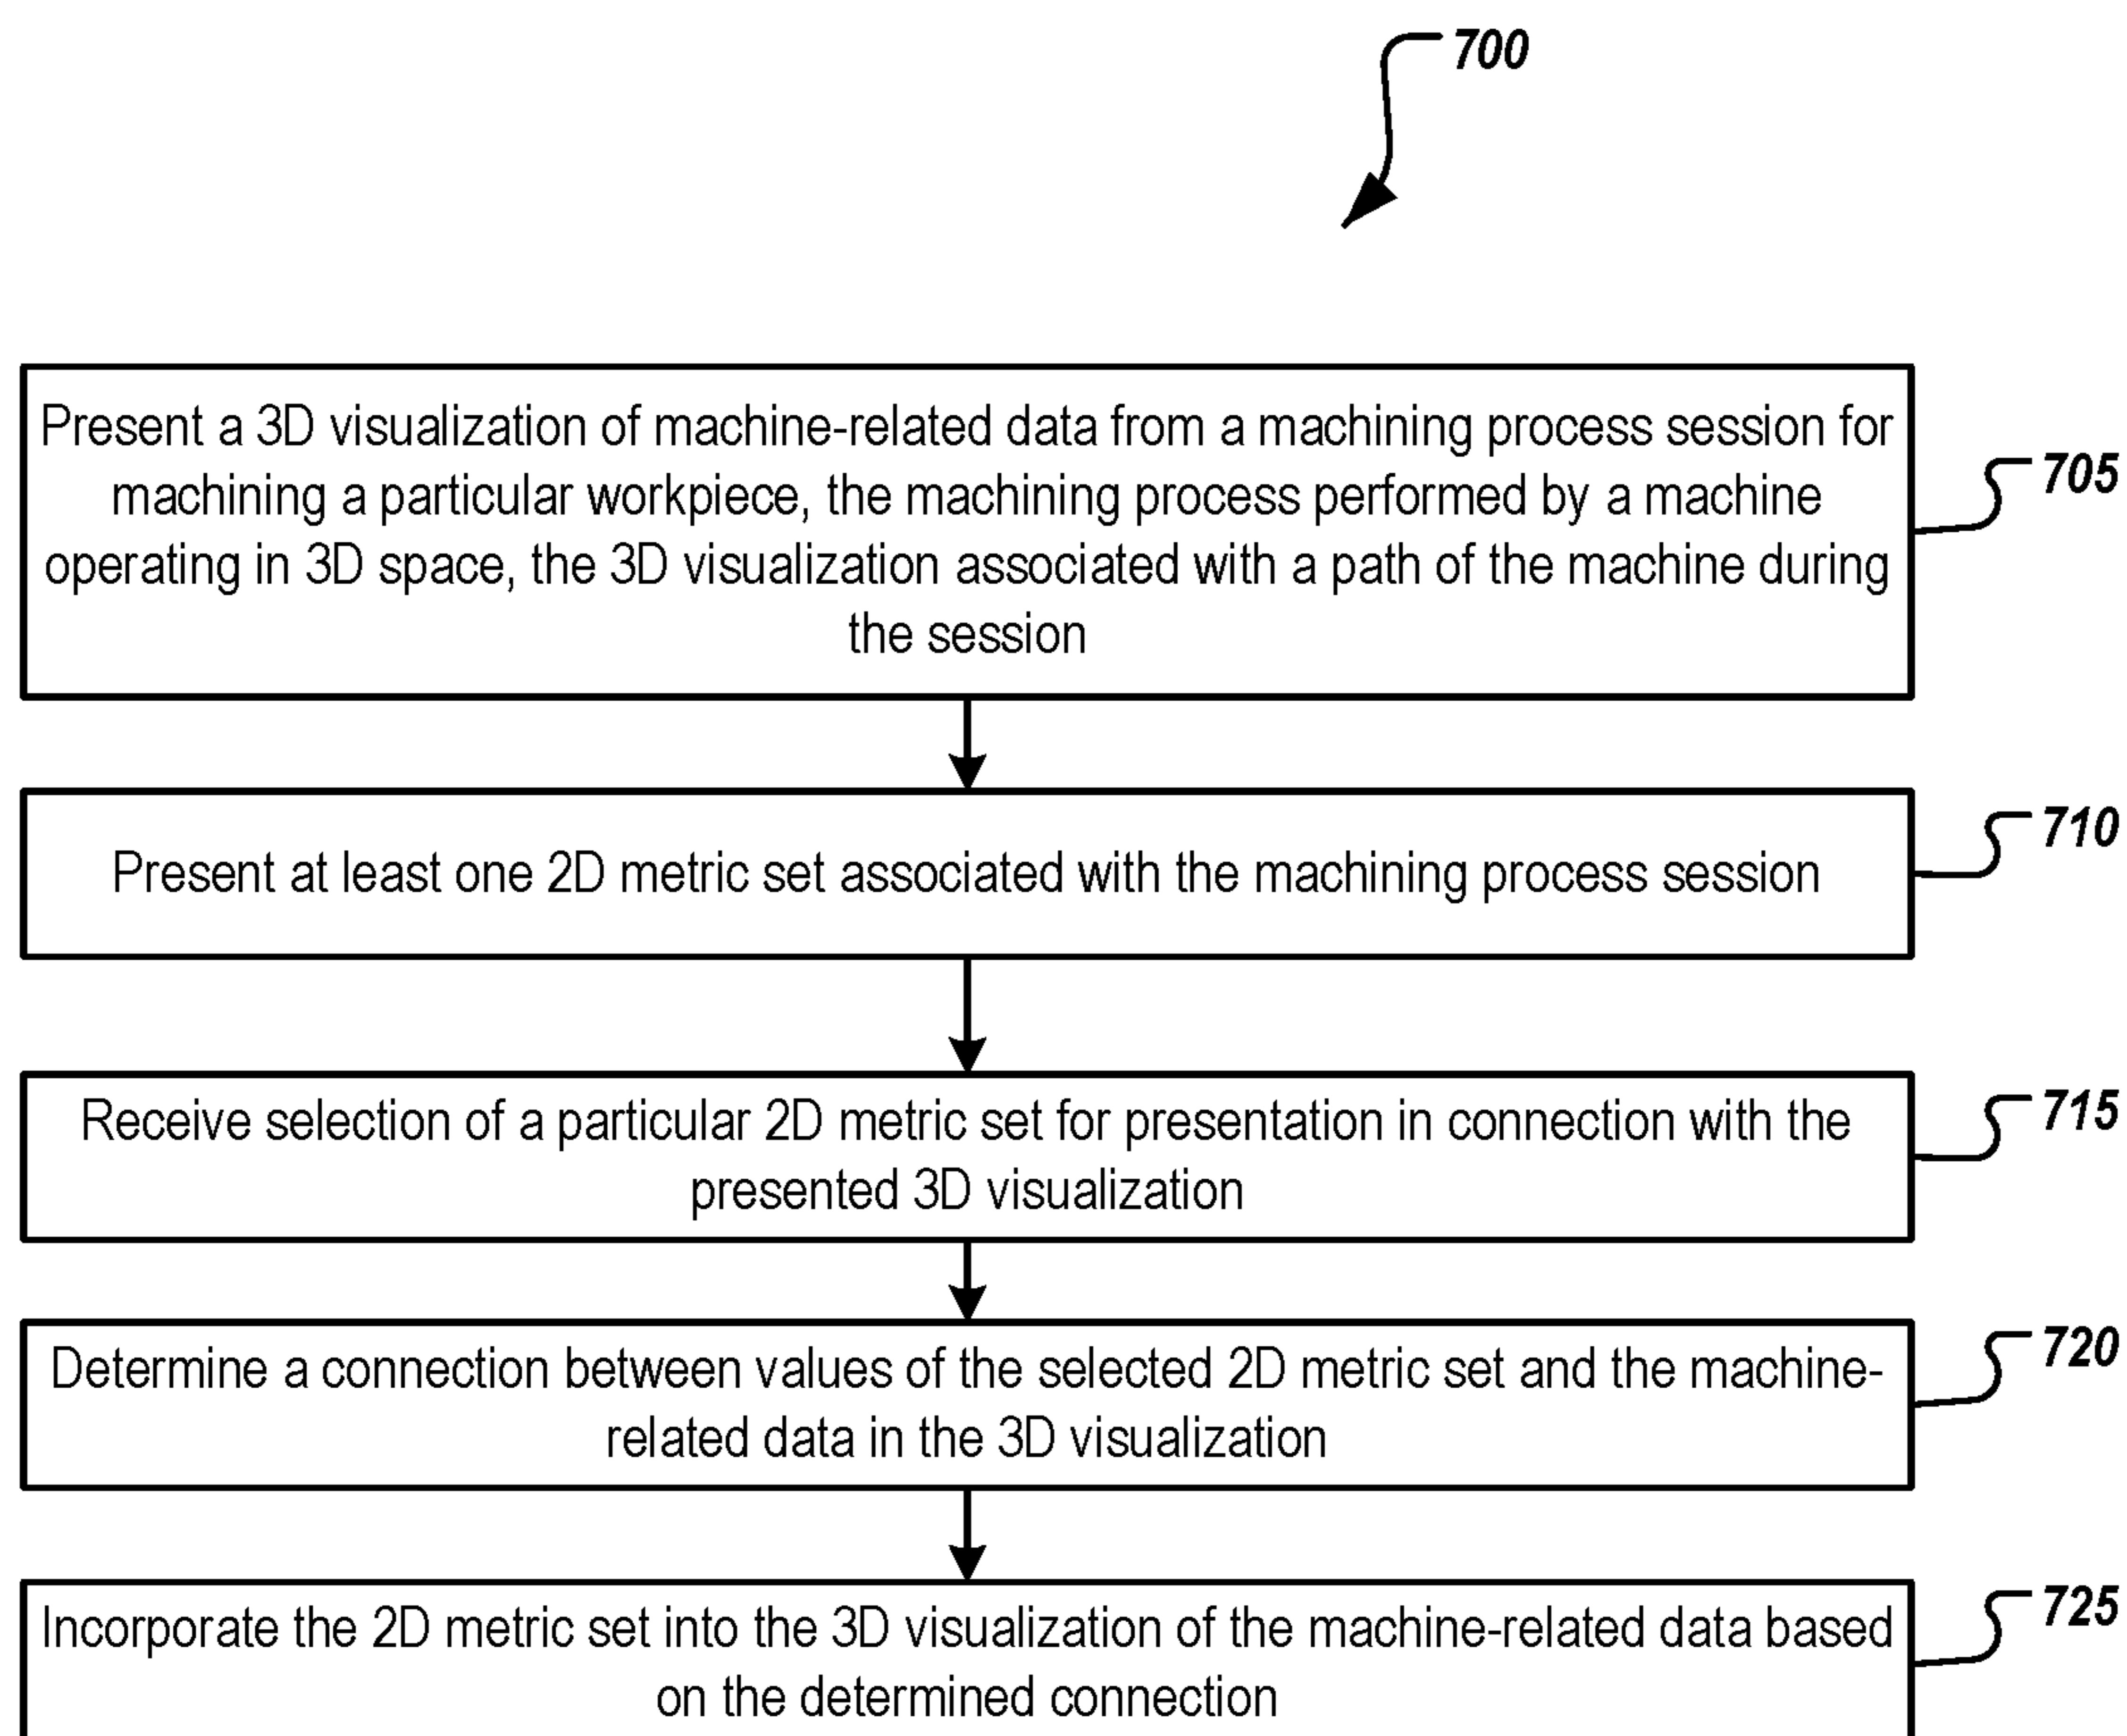 700
Present a 3D visualization of machine-related data from a machining process session for
machining a particular workpiece, the machining process performed by a machine
operating in 3D space, the 3D visualization associated with a path of the machine during
the session
705
Present at least one 2D metric set associated with the machining process session
710
Receive selection of a particular 2D metric set for presentation in connection with the
presented 3D visualization
715
Determine a connection between values of the selected 2D metric set and the machine-
related data in the 3D visualization
720
Incorporate the 2D metric set into the 3D visualization of the machine-related data based
on the determined connection
725